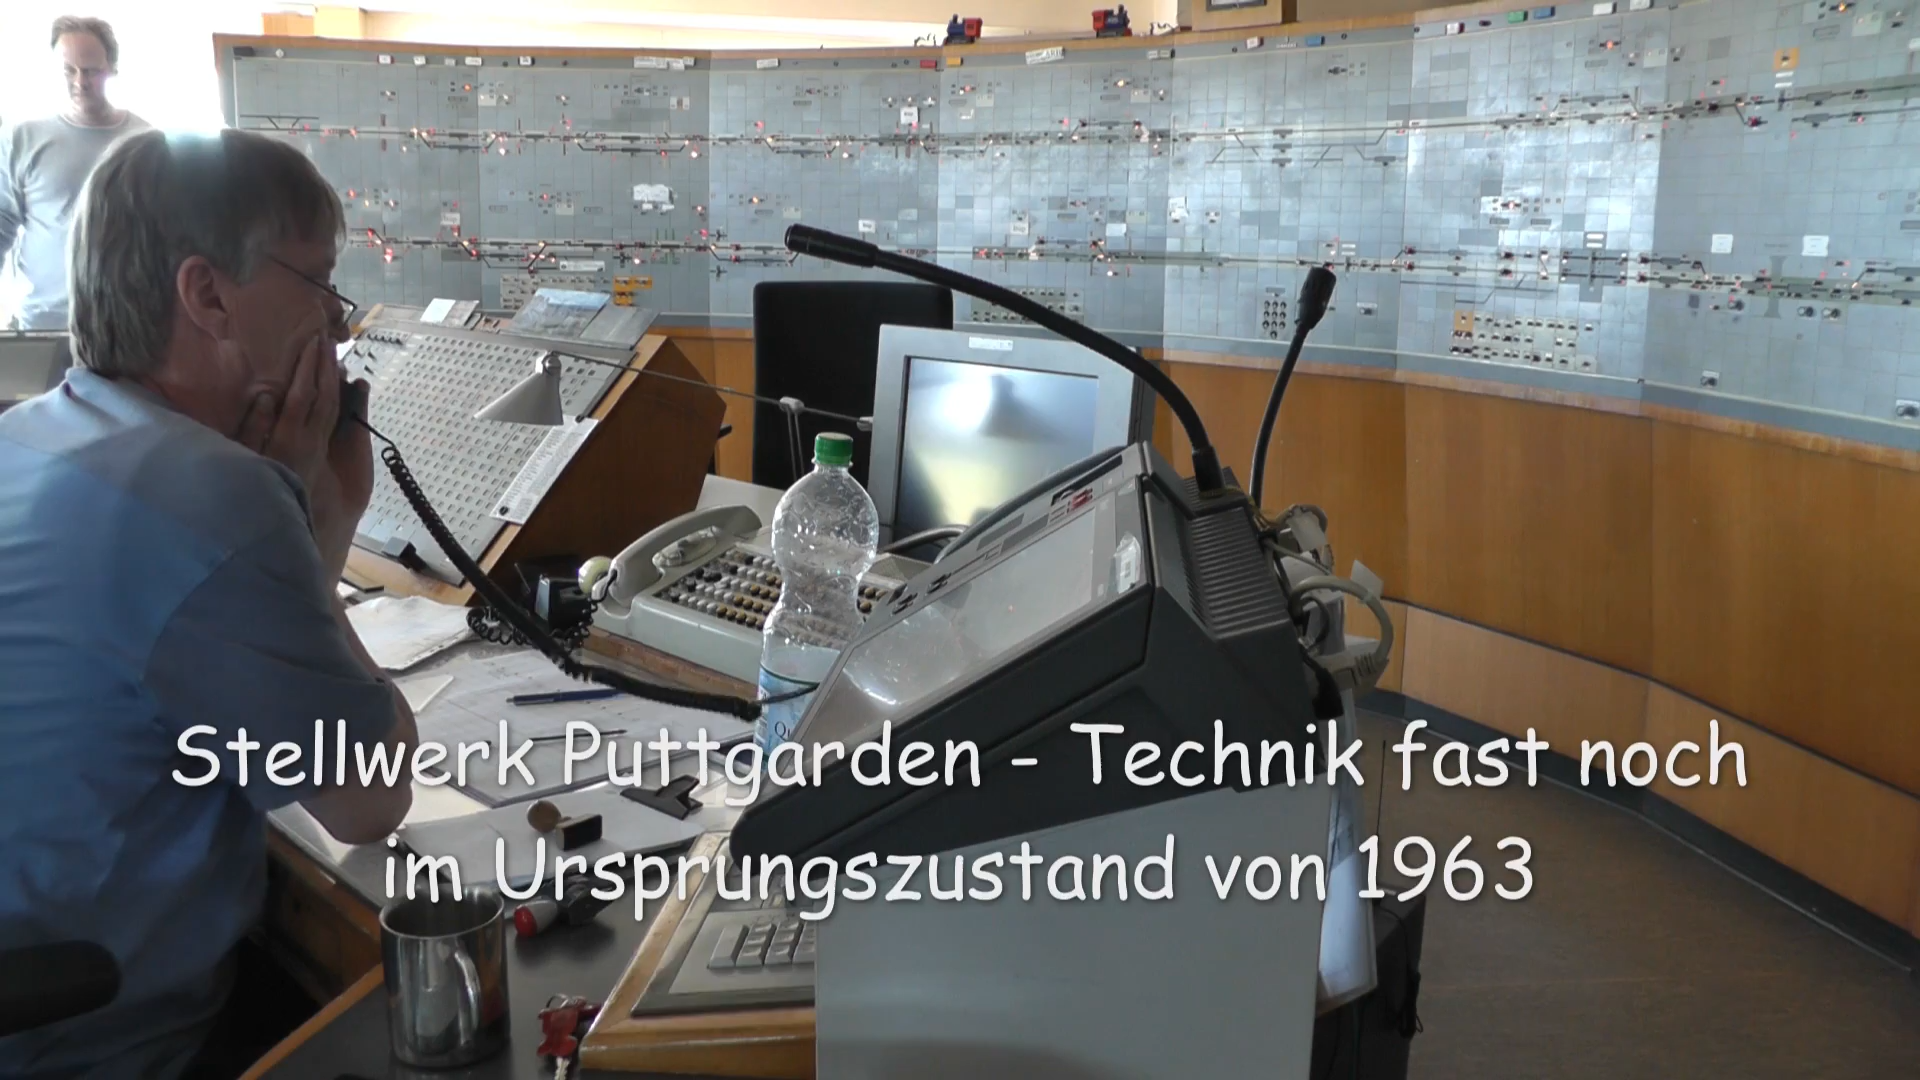 Stellwerk Puttgarden - Technik fast noch
im Ursprungszustand von 1963